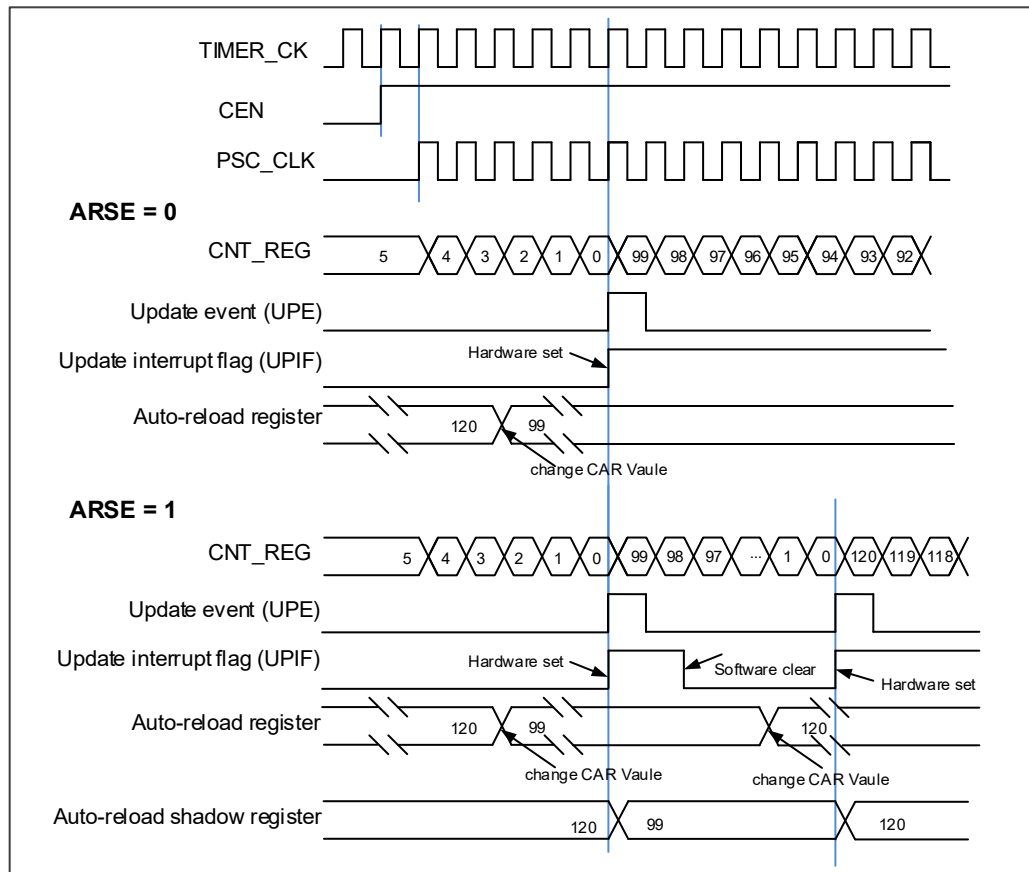 TIMER_CK
CEN
PSC_CLK
ARSE = 0
CNT_REG 5 4 3 2 1 0 99 98 97 96 95 94 93 92
Update event (UPE)
Update interrupt flag (UPIF) Hardware set
Auto-reload register 120 99
change CAR Vaule
ARSE = 1
CNT_REG 5 4 3 2 1 0 99 98 97 ... 1 0 120 119 118
Update event (UPE)
Update interrupt flag (UPIF) Hardware set Software clear Hardware set
Auto-reload register 120 99 120
change CAR Vaule change CAR Vaule
Auto-reload shadow register 120 99 120